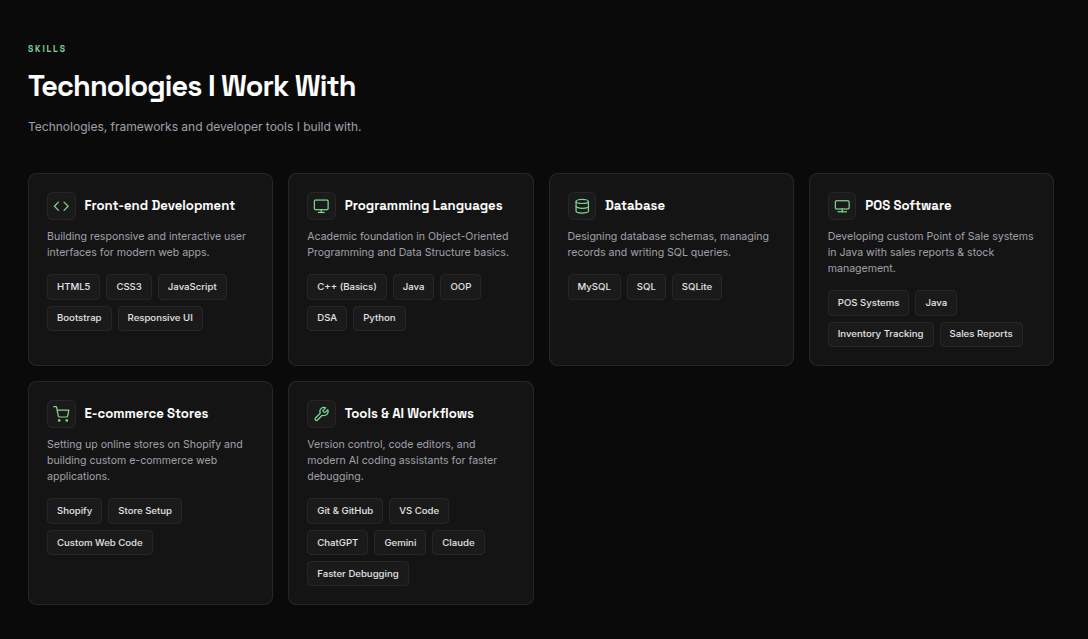 SKILLS
Technologies I Work With
Technologies, frameworks and developer tools I build with.
Front-end Development
Building responsive and interactive user
interfaces for modern web apps.
HTML5 CSS3 JavaScript
Bootstrap Responsive UI
Programming Languages
Academic foundation in Object-Oriented
Programming and Data Structure basics.
C++ (Basics) Java OOP
DSA Python
Database
Designing database schemas, managing
records and writing SQL queries.
MySQL SQL SQLite
POS Software
Developing custom Point of Sale systems
in Java with sales reports & stock
management.
POS Systems Java
Inventory Tracking Sales Reports
E-commerce Stores
Setting up online stores on Shopify and
building custom e-commerce web
applications.
Shopify Store Setup
Custom Web Code
Tools & AI Workflows
Version control, code editors, and
modern AI coding assistants for faster
debugging.
Git & GitHub VS Code
ChatGPT Gemini Claude
Faster Debugging